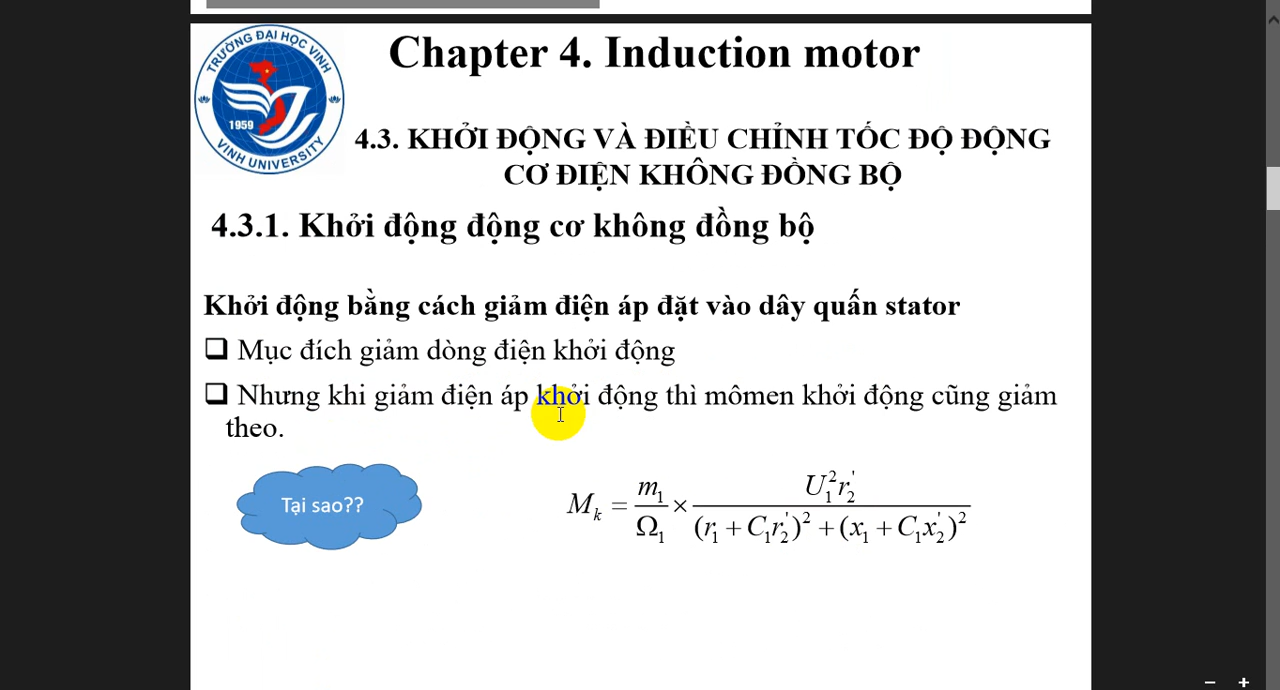 TRƯỜNG ĐẠI HỌC VINH
1959
VINH UNIVERSITY
Chapter 4. Induction motor
4.3. KHỞI ĐỘNG VÀ ĐIỀU CHỈNH TỐC ĐỘ ĐỘNG
CƠ ĐIỆN KHÔNG ĐỒNG BỘ
4.3.1. Khởi động động cơ không đồng bộ
Khởi động bằng cách giảm điện áp đặt vào dây quấn stator
❑ Mục đích giảm dòng điện khởi động
❑ Nhưng khi giảm điện áp khởi động thì mômen khởi động cũng giảm
theo.
Tại sao??
M_k = m_1/Ω_1 × U_1^2 r_2^' / ((r_1 + C_1 r_2^')^2 + (x_1 + C_1 x_2^')^2)